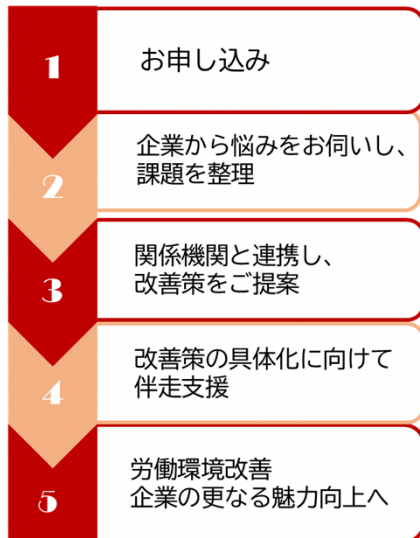 1
お申し込み
2
企業から悩みをお伺いし、
課題を整理
3
関係機関と連携し、
改善策をご提案
4
改善策の具体化に向けて
伴走支援
5
労働環境改善
企業の更なる魅力向上へ